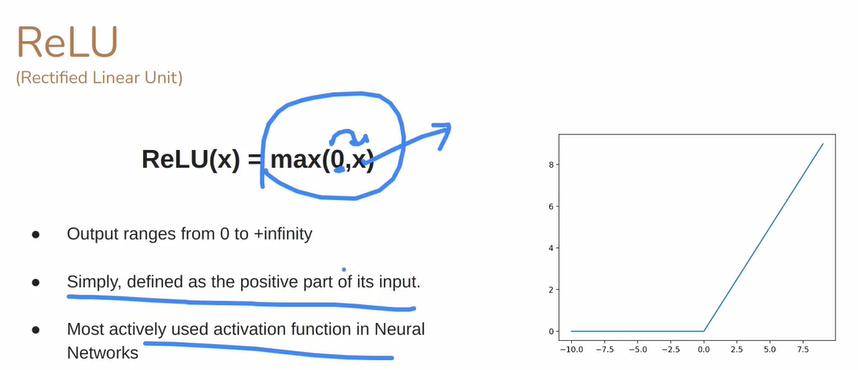 ReLU
(Rectified Linear Unit)
ReLU(x) = max(0,x)
● Output ranges from 0 to +infinity
● Simply, defined as the positive part of its input.
● Most actively used activation function in Neural
Networks
8
6
4
2
0
−10.0 −7.5 −5.0 −2.5 0.0 2.5 5.0 7.5